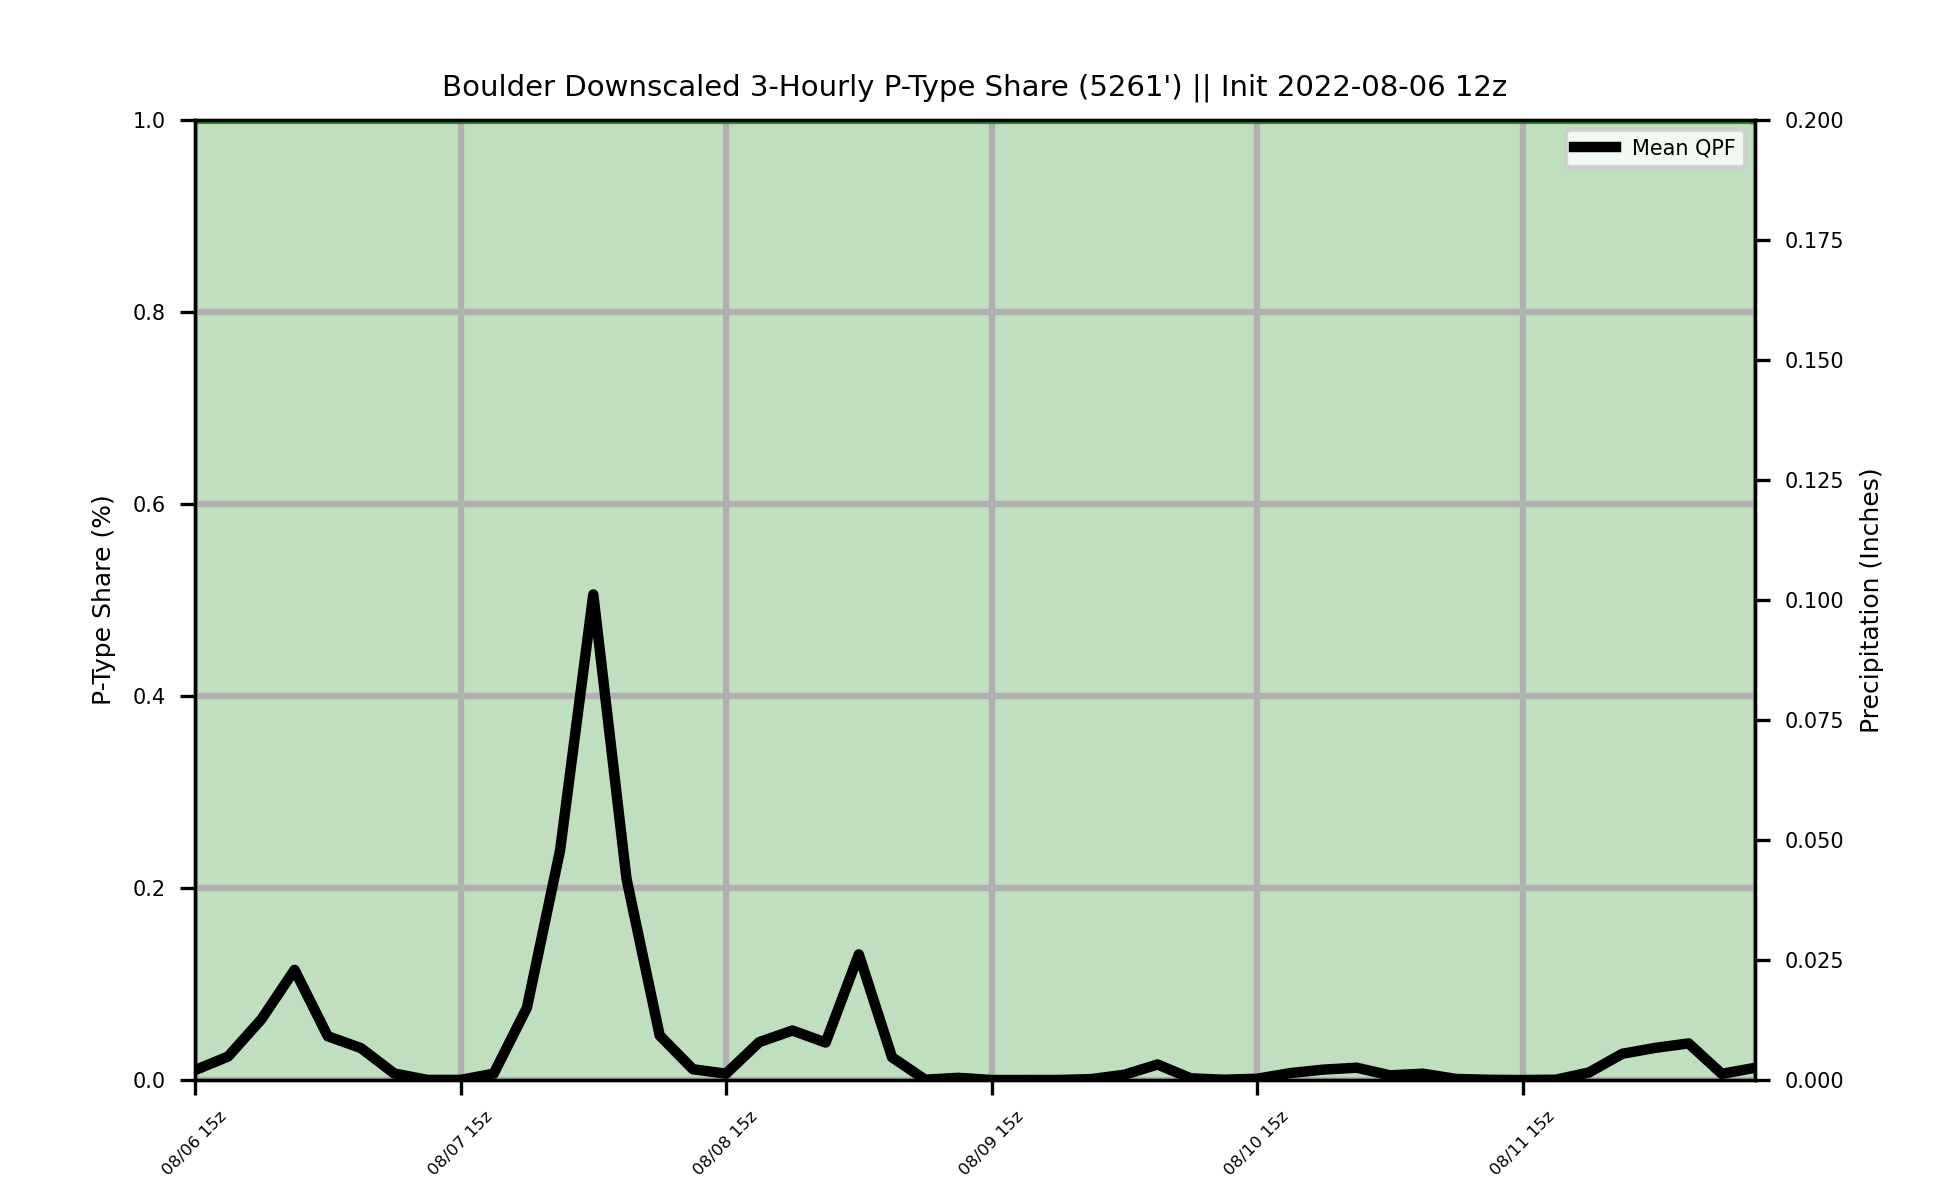 Boulder Downscaled 3-Hourly P-Type Share (5261') || Init 2022-08-06 12z
Mean QPF
P-Type Share (%)
1.0
0.8
0.6
0.4
0.2
0.0
0.200
0.175
0.150
0.125
0.100
0.075
0.050
0.025
0.000
Precipitation (Inches)
08/06 15z
08/07 15z
08/08 15z
08/09 15z
08/10 15z
08/11 15z